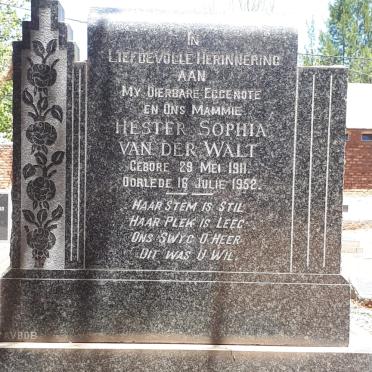 IN
LIEFDEVOLLE HERINNERING
AAN
MY DIERBARE EGGENOTE
EN ONS MAMMIE
HESTER SOPHIA
VAN DER WALT
GEBORE 29 MEI 1911.
OORLEDE 16 JULIE 1952.
HAAR STEM IS STIL
HAAR PLEK IS LEEG
ONS SWYG O HEER
DIT WAS U WIL.